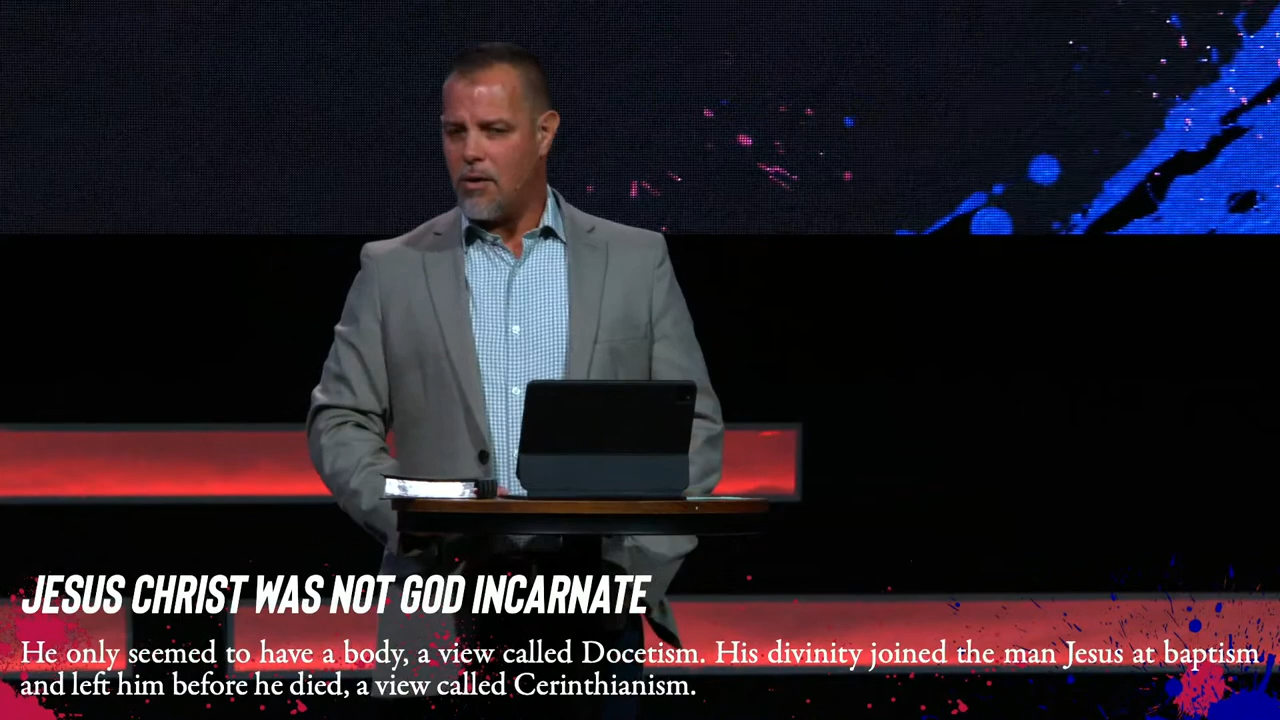 JESUS CHRIST WAS NOT GOD INCARNATE
He only seemed to have a body, a view called Docetism. His divinity joined the man Jesus at baptism
and left him before he died, a view called Cerinthianism.